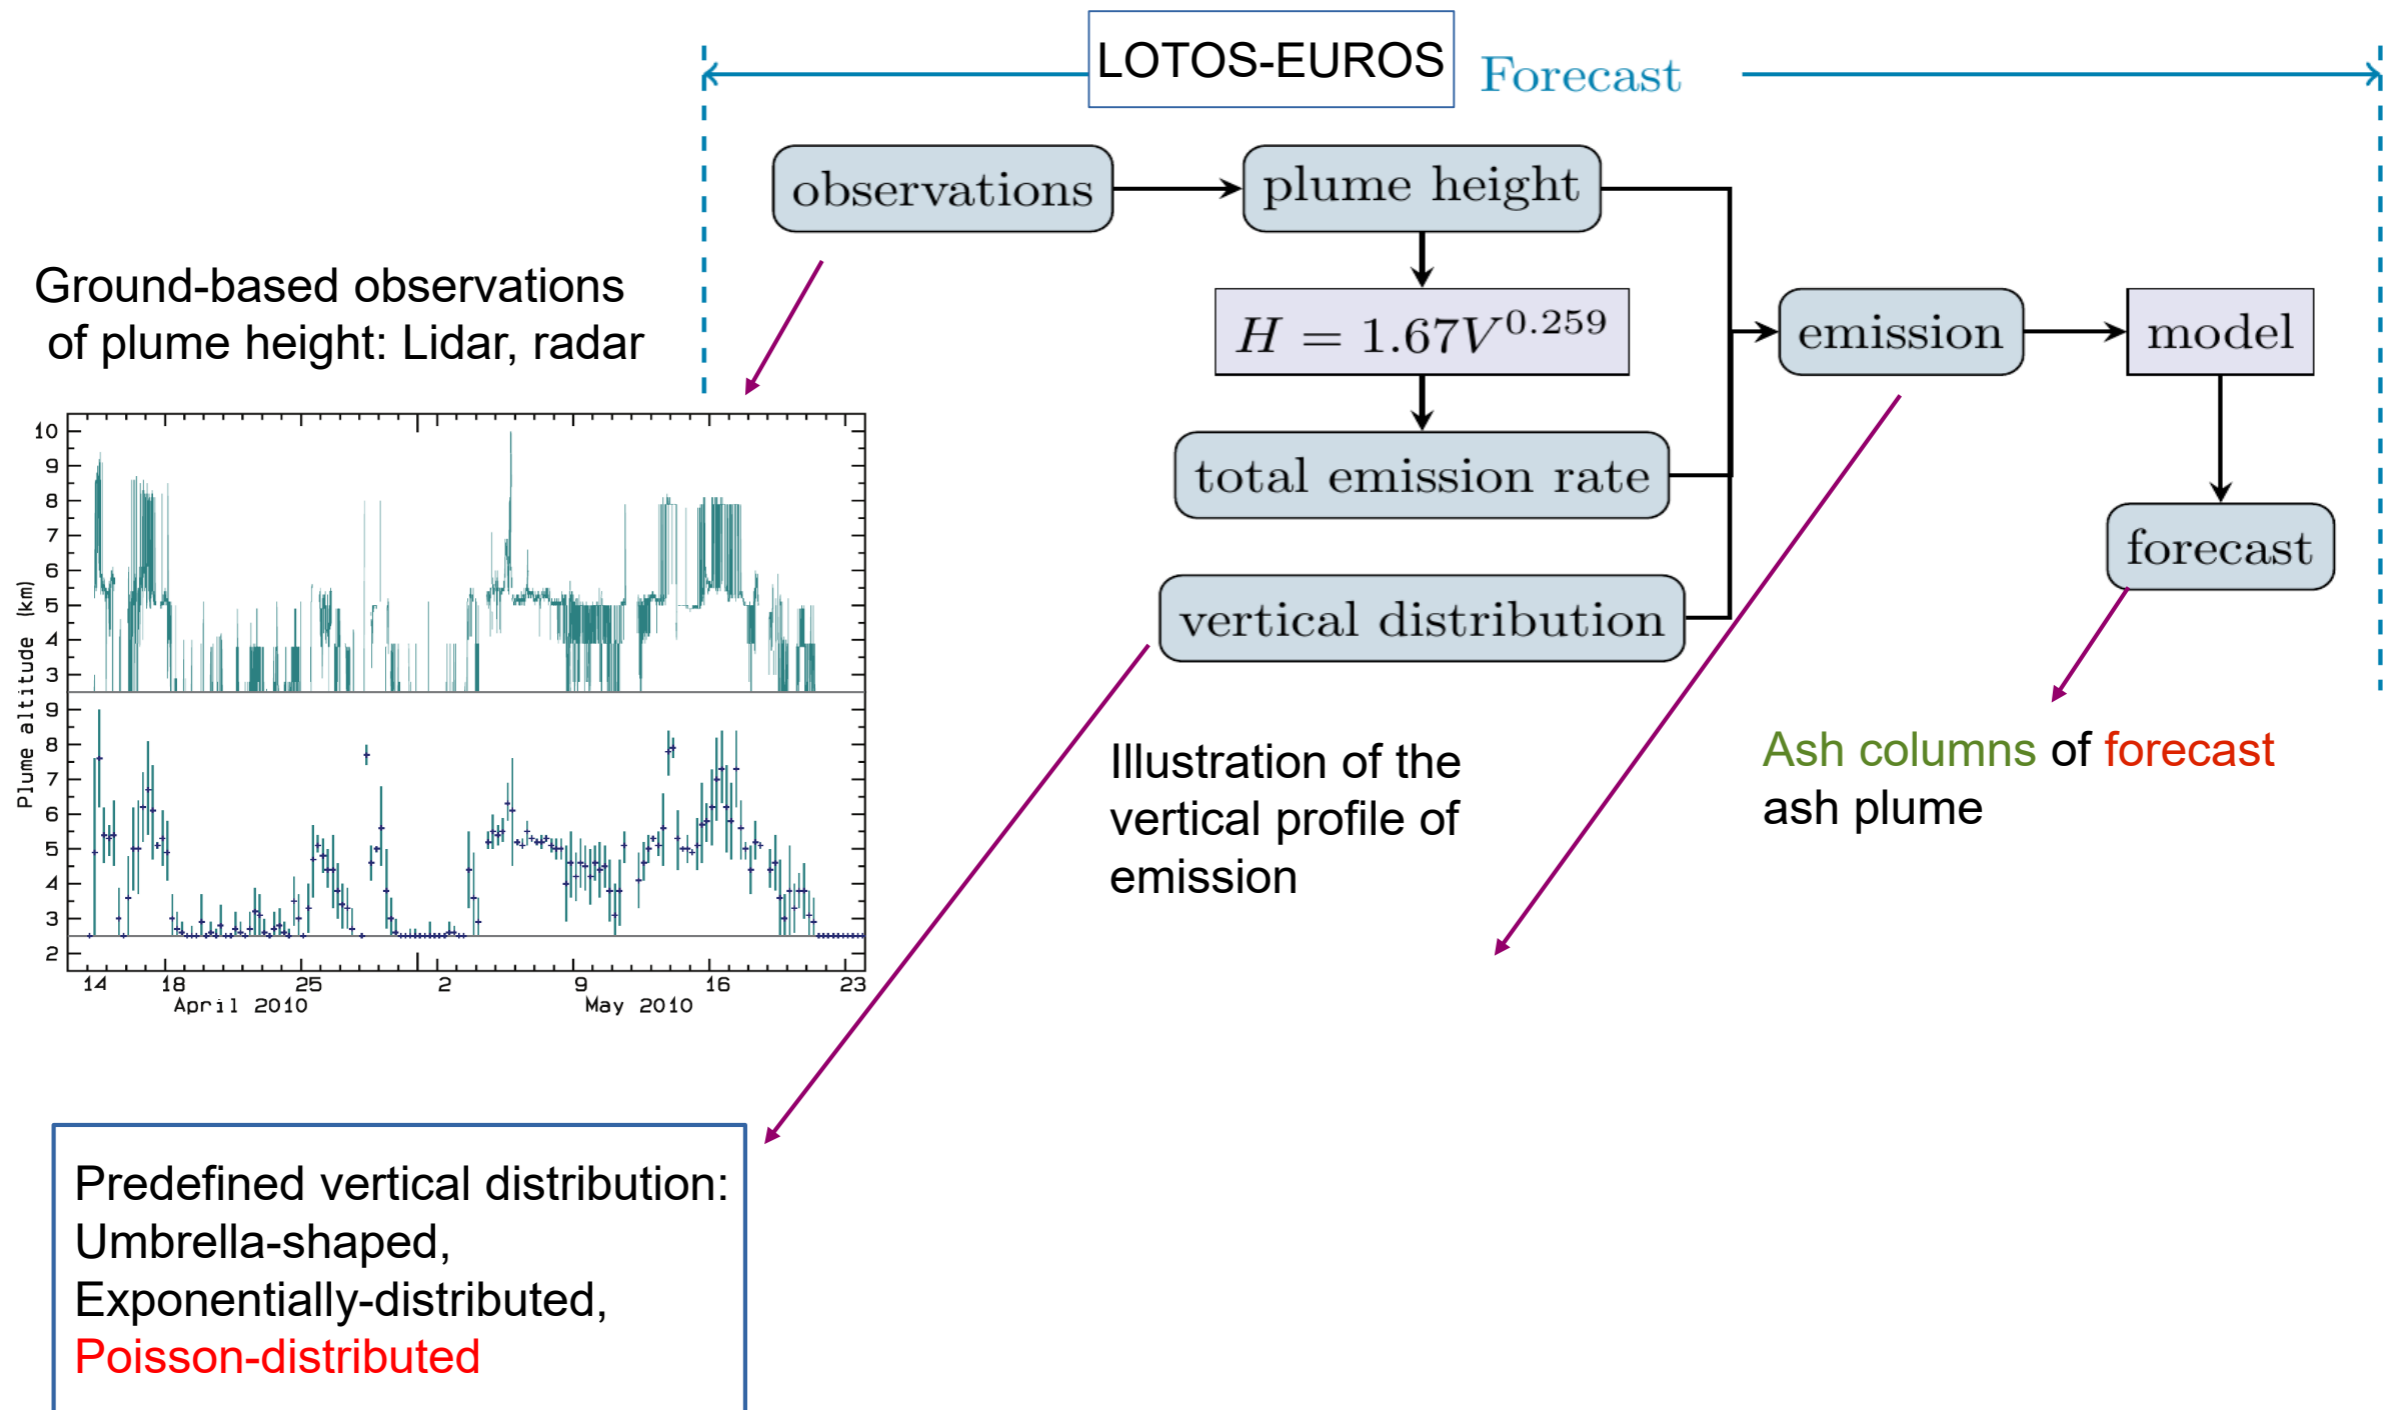 LOTOS-EUROS
Forecast
observations
plume height
Ground-based observations
of plume height: Lidar, radar
H = 1.67V^0.259
emission
model
total emission rate
forecast
vertical distribution
10
9
8
7
6
5
4
3
9
8
7
6
5
4
3
2
Plume altitude (km)
14 18 25 2 9 16 23
April 2010 May 2010
Illustration of the
vertical profile of
emission
Ash columns of forecast
ash plume
Predefined vertical distribution:
Umbrella-shaped,
Exponentially-distributed,
Poisson-distributed